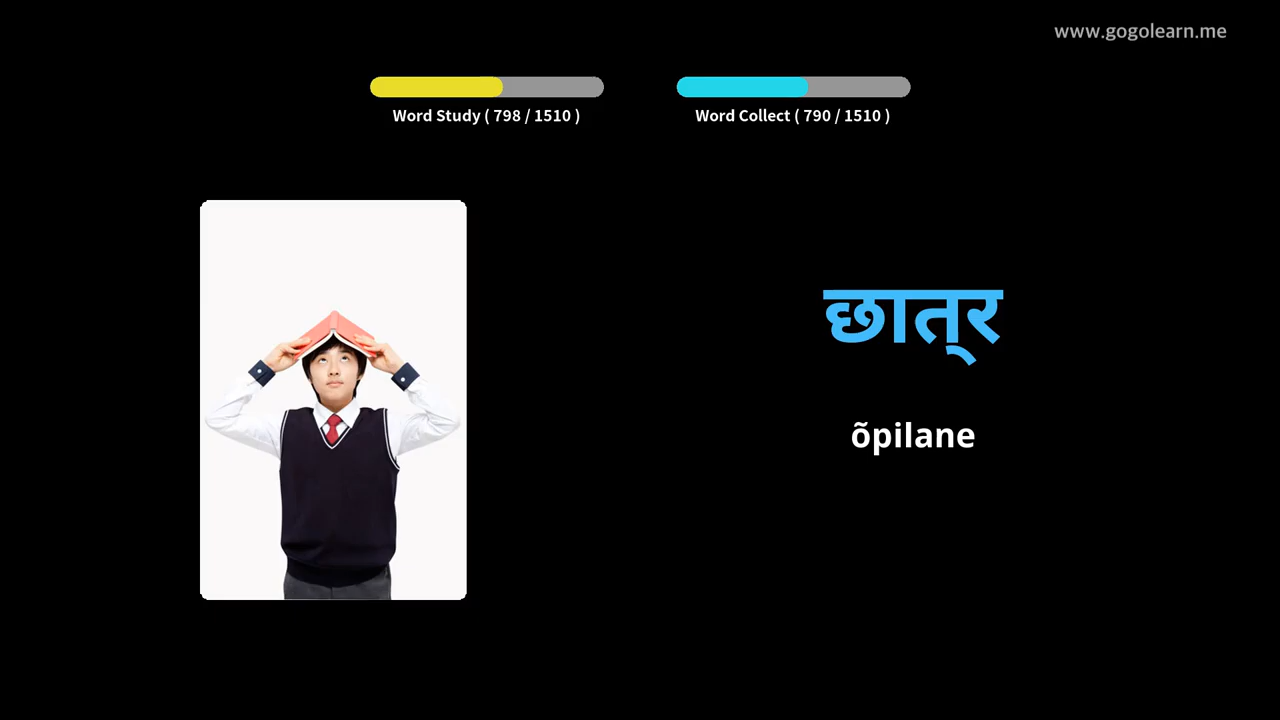 www.gogolearn.me
Word Study ( 798 / 1510 )
Word Collect ( 790 / 1510 )
छात्‌र
õpilane